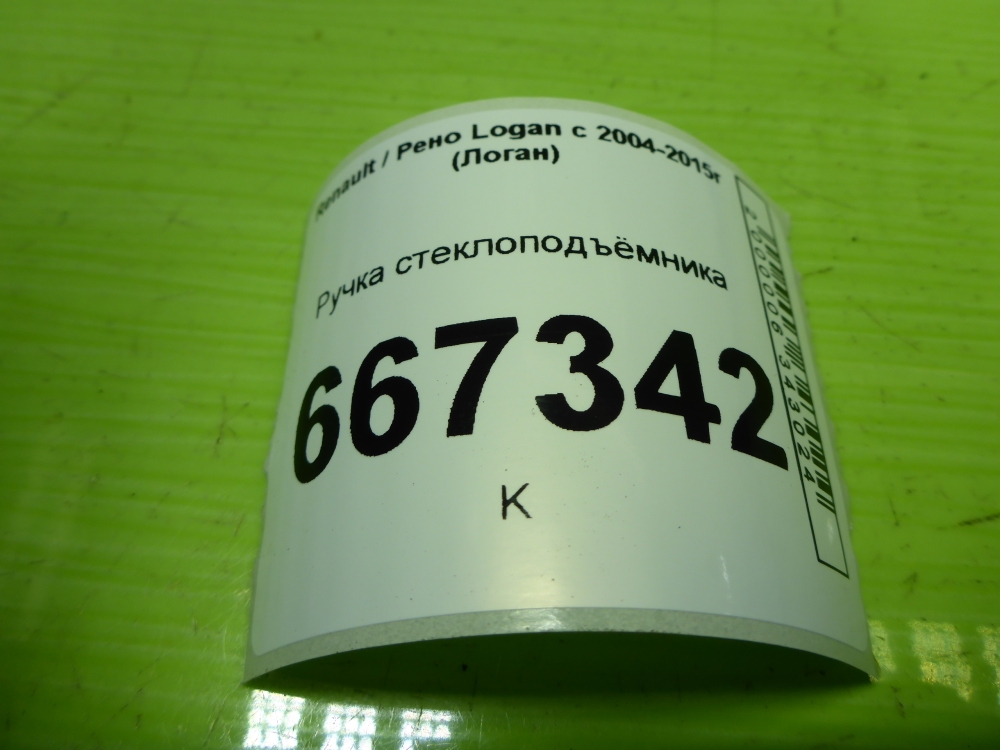 Renault / Рено Logan с 2004-2015г
(Логан)
Ручка стеклоподъёмника
667342
К
2000006343024